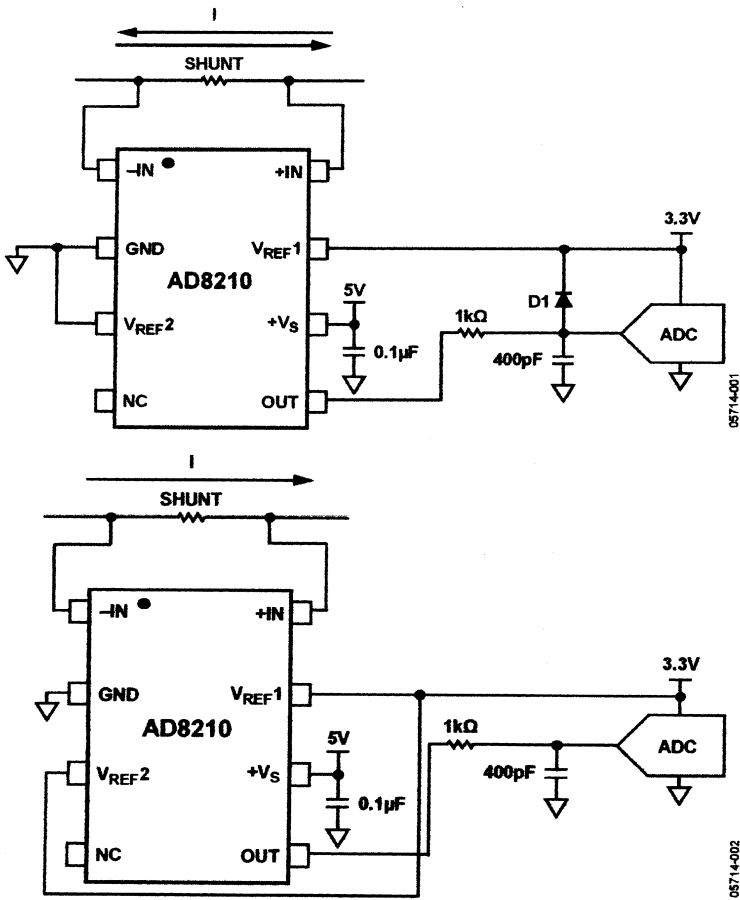 I
SHUNT
–IN
+IN
3.3V
GND
VREF1
AD8210
5V
D1
1kΩ
ADC
VREF2
+VS
0.1µF
400pF
NC
OUT
05714-001
I
SHUNT
–IN
+IN
3.3V
GND
VREF1
1kΩ
AD8210
5V
ADC
VREF2
+VS
400pF
0.1µF
NC
OUT
05714-002